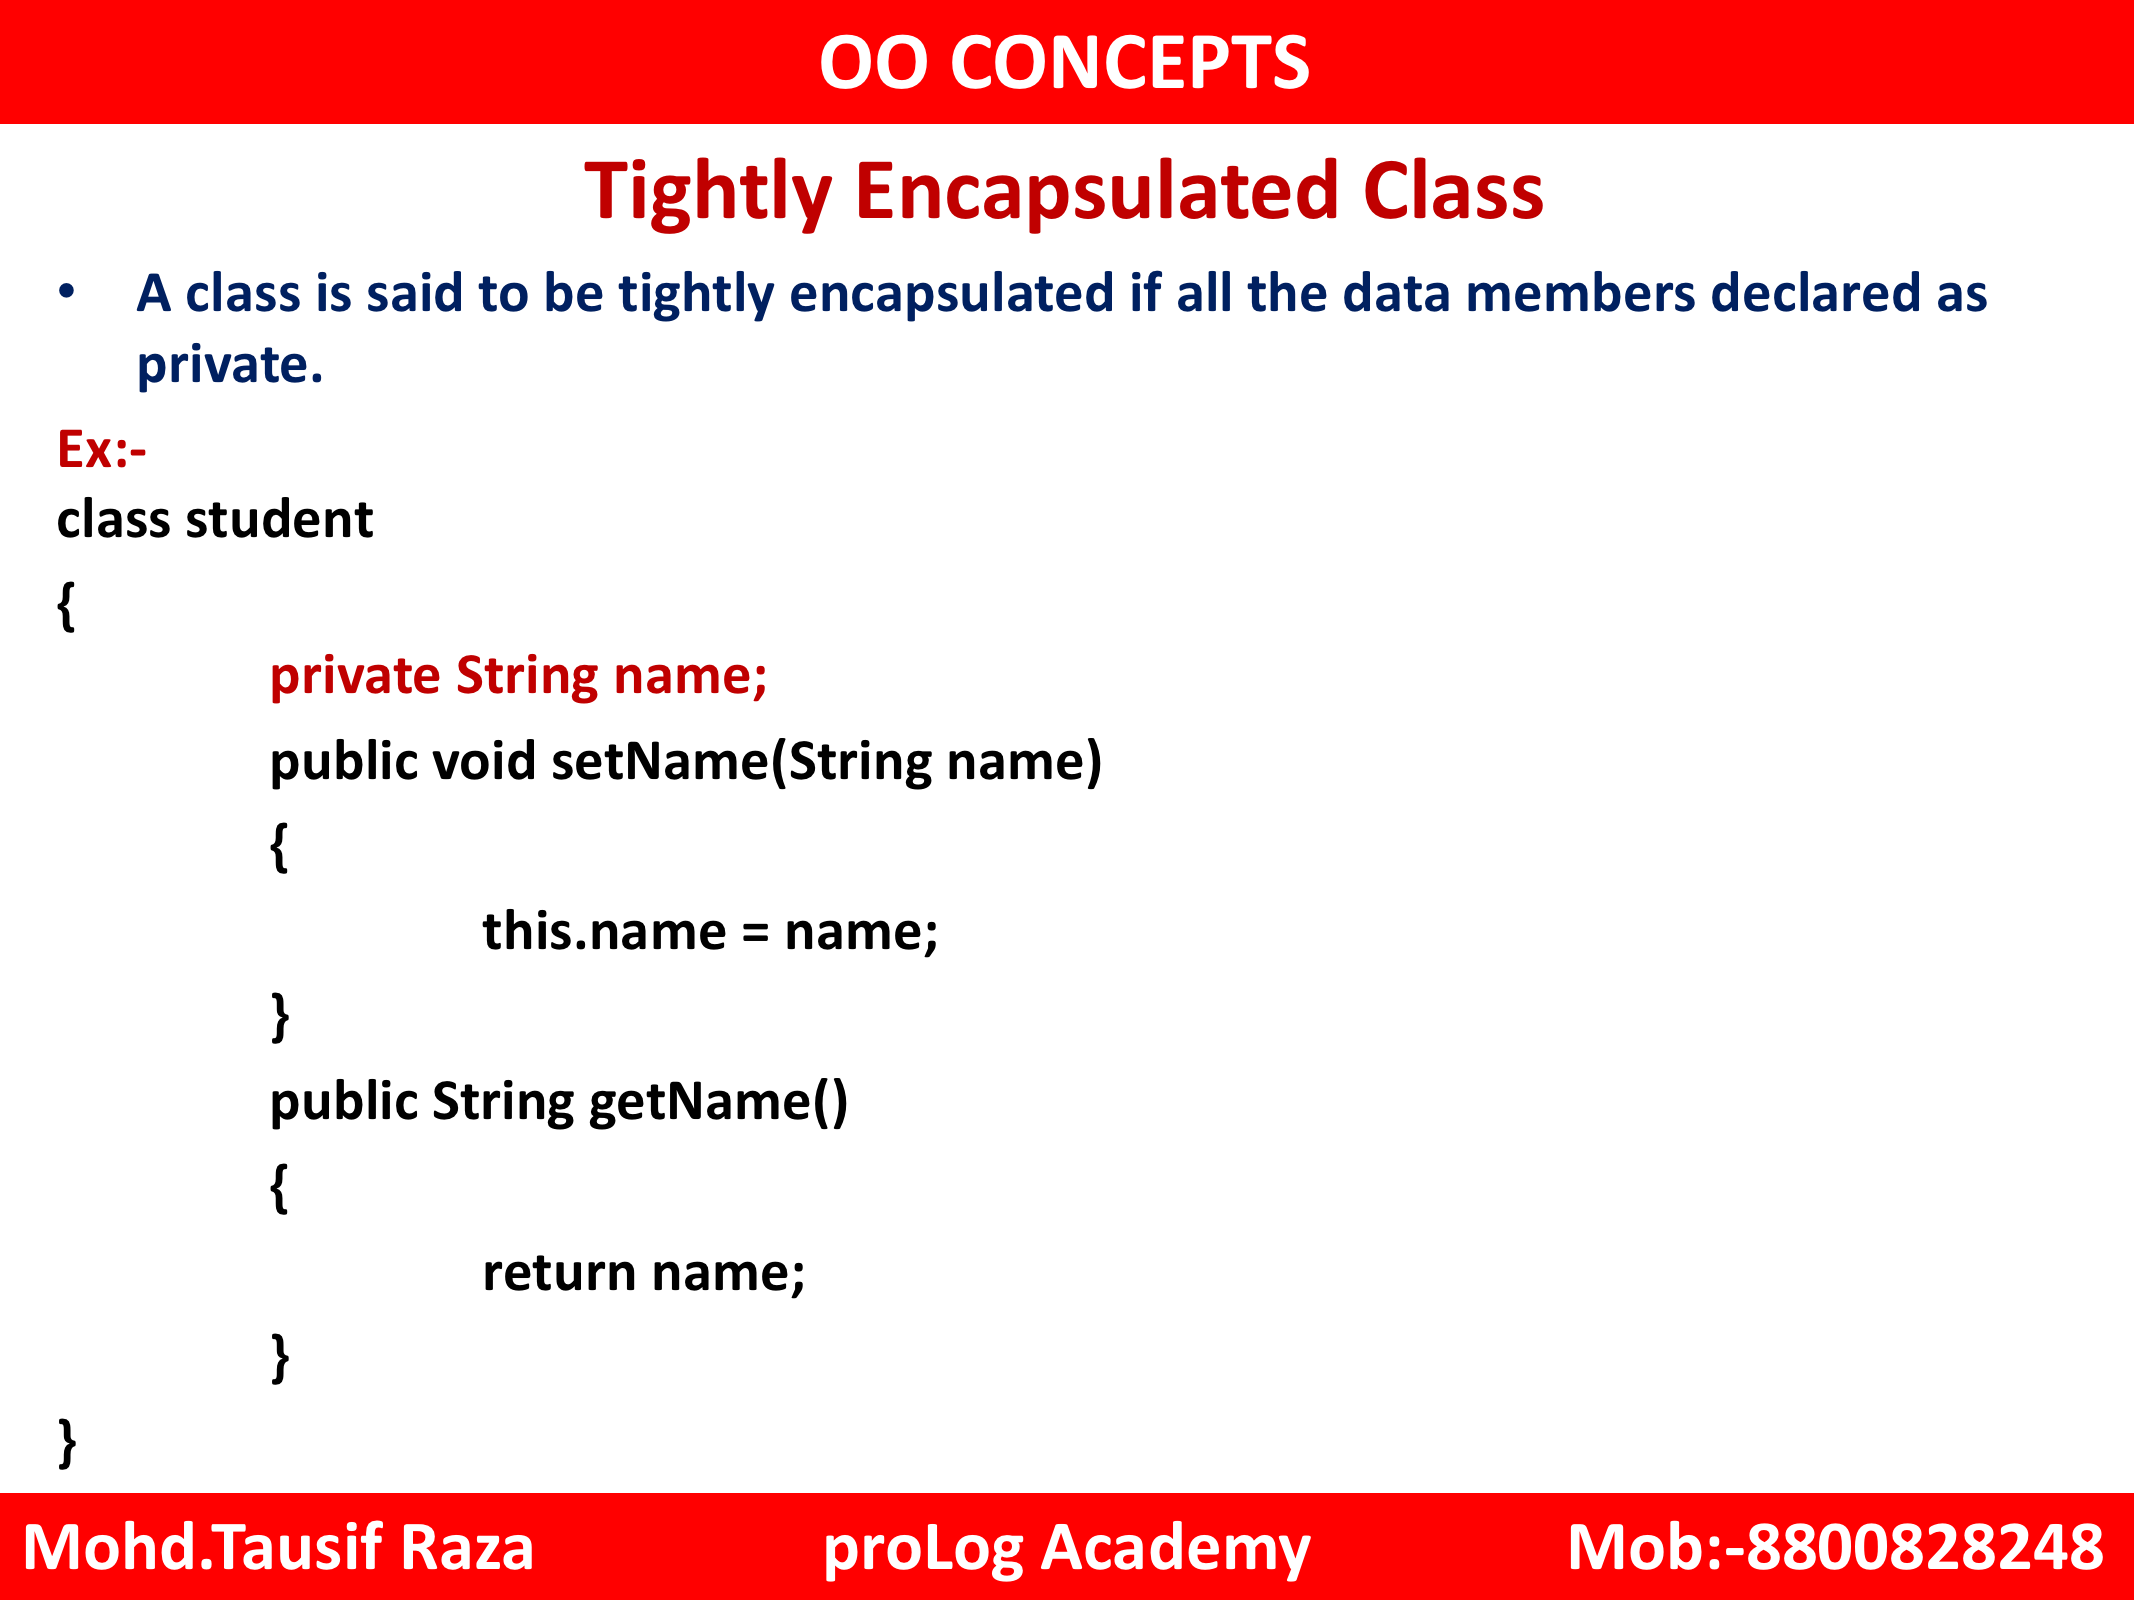 OO CONCEPTS
Tightly Encapsulated Class
• A class is said to be tightly encapsulated if all the data members declared as
private.
Ex:-
class student
{
private String name;
public void setName(String name)
{
this.name = name;
}
public String getName()
{
return name;
}
}
Mohd.Tausif Raza proLog Academy Mob:-8800828248